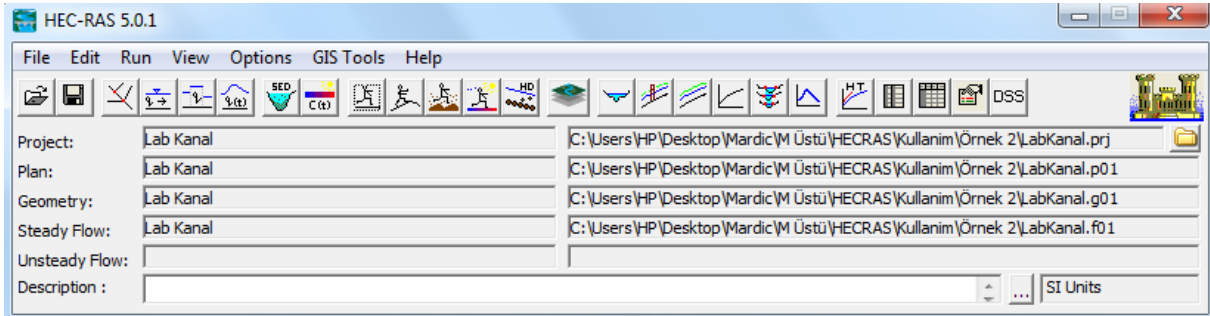 HEC-RAS 5.0.1
File Edit Run View Options GIS Tools Help
SED C(t) Q(t) HD HT DSS
Project: Lab Kanal C:\Users\HP\Desktop\Mardic\M Üstü\HECRAS\Kullanim\Örnek 2\LabKanal.prj
Plan: Lab Kanal C:\Users\HP\Desktop\Mardic\M Üstü\HECRAS\Kullanim\Örnek 2\LabKanal.p01
Geometry: Lab Kanal C:\Users\HP\Desktop\Mardic\M Üstü\HECRAS\Kullanim\Örnek 2\LabKanal.g01
Steady Flow: Lab Kanal C:\Users\HP\Desktop\Mardic\M Üstü\HECRAS\Kullanim\Örnek 2\LabKanal.f01
Unsteady Flow:
Description : ... SI Units